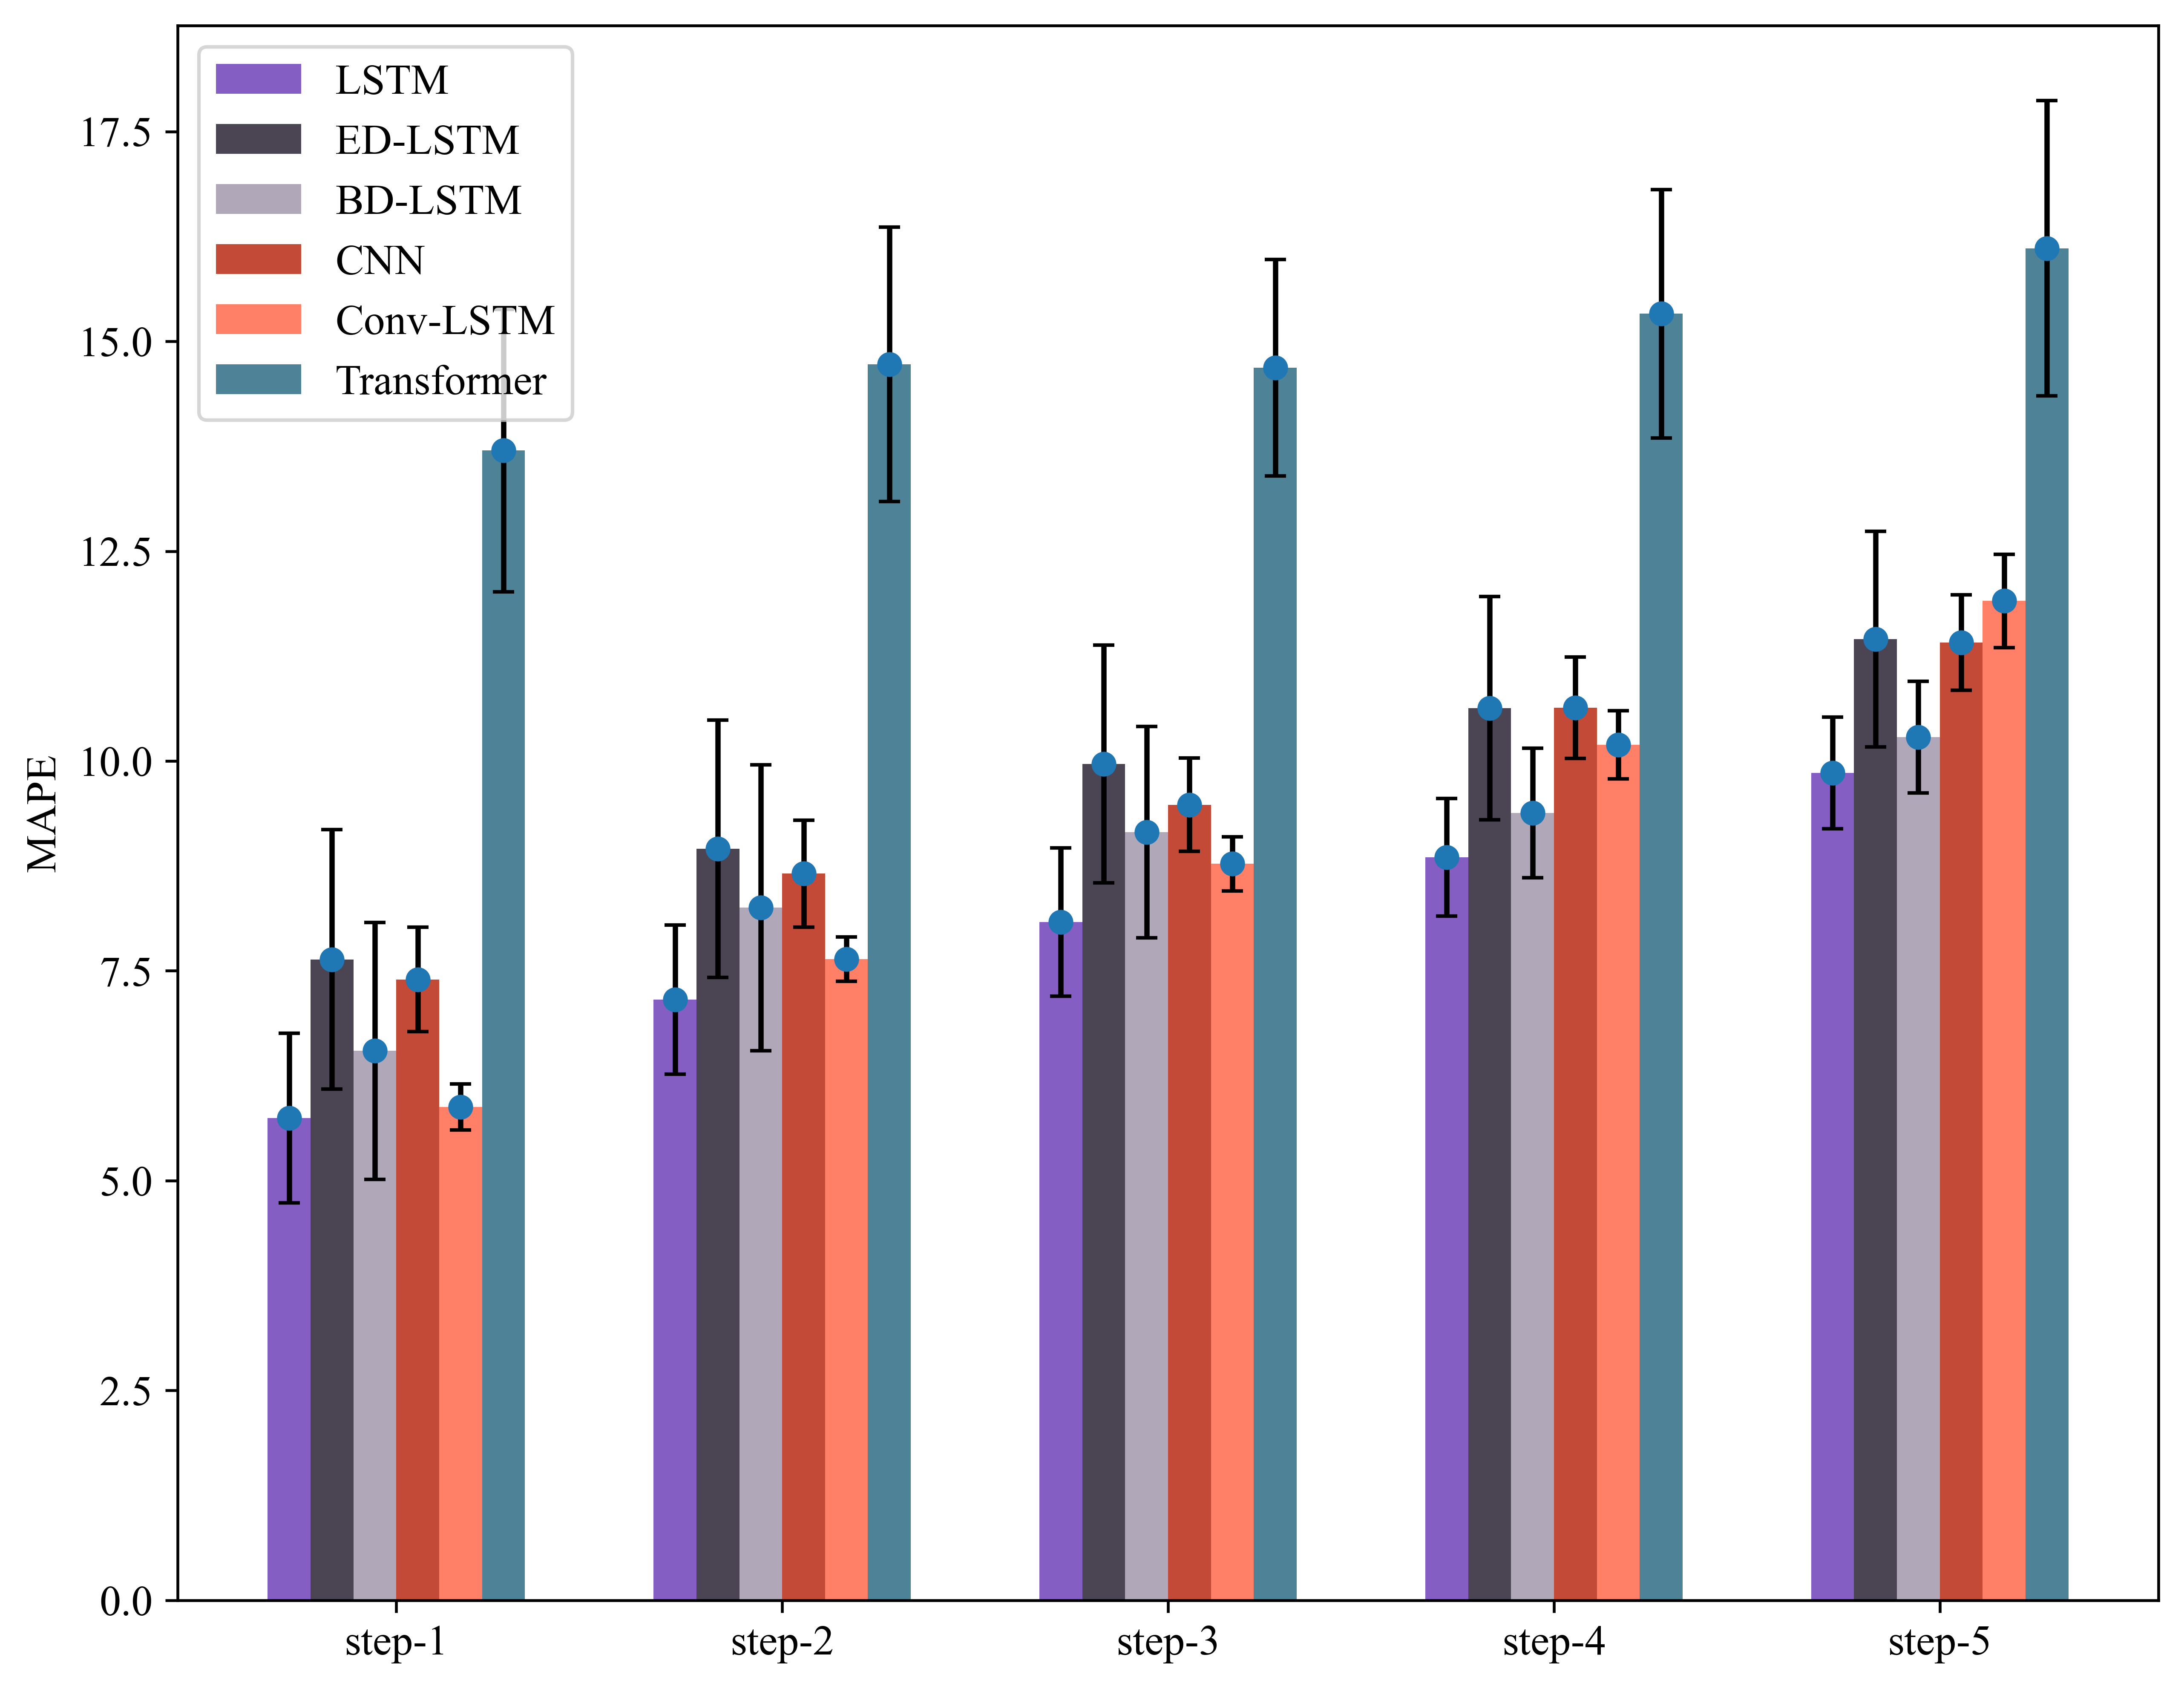 LSTM
ED-LSTM
BD-LSTM
CNN
Conv-LSTM
Transformer
MAPE
17.5
15.0
12.5
10.0
7.5
5.0
2.5
0.0
step-1
step-2
step-3
step-4
step-5